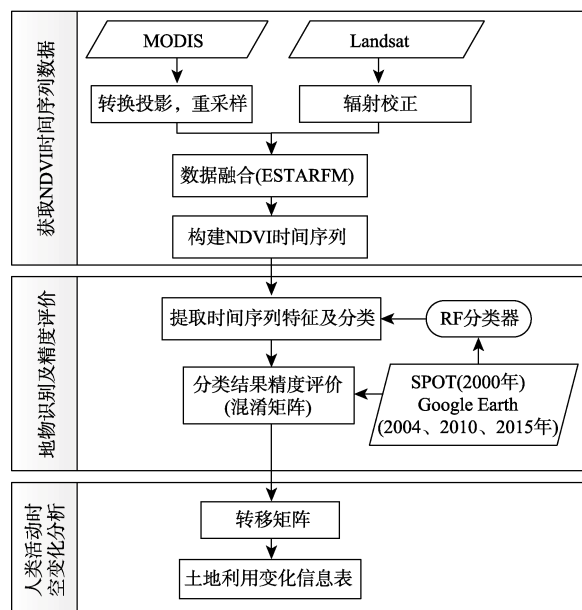 获取NDVI时间序列数据
MODIS
Landsat
转换投影，重采样
辐射校正
数据融合(ESTARFM)
构建NDVI时间序列
地物识别及精度评价
提取时间序列特征及分类
RF分类器
分类结果精度评价
(混淆矩阵)
SPOT(2000年)
Google Earth
(2004、2010、2015年)
人类活动时
空变化分析
转移矩阵
土地利用变化信息表